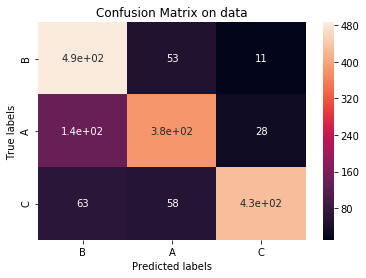 Confusion Matrix on data
B 4.9e+02 53 11
A 1.4e+02 3.8e+02 28
C 63 58 4.3e+02
B A C
Predicted labels
True labels
480
400
320
240
160
80